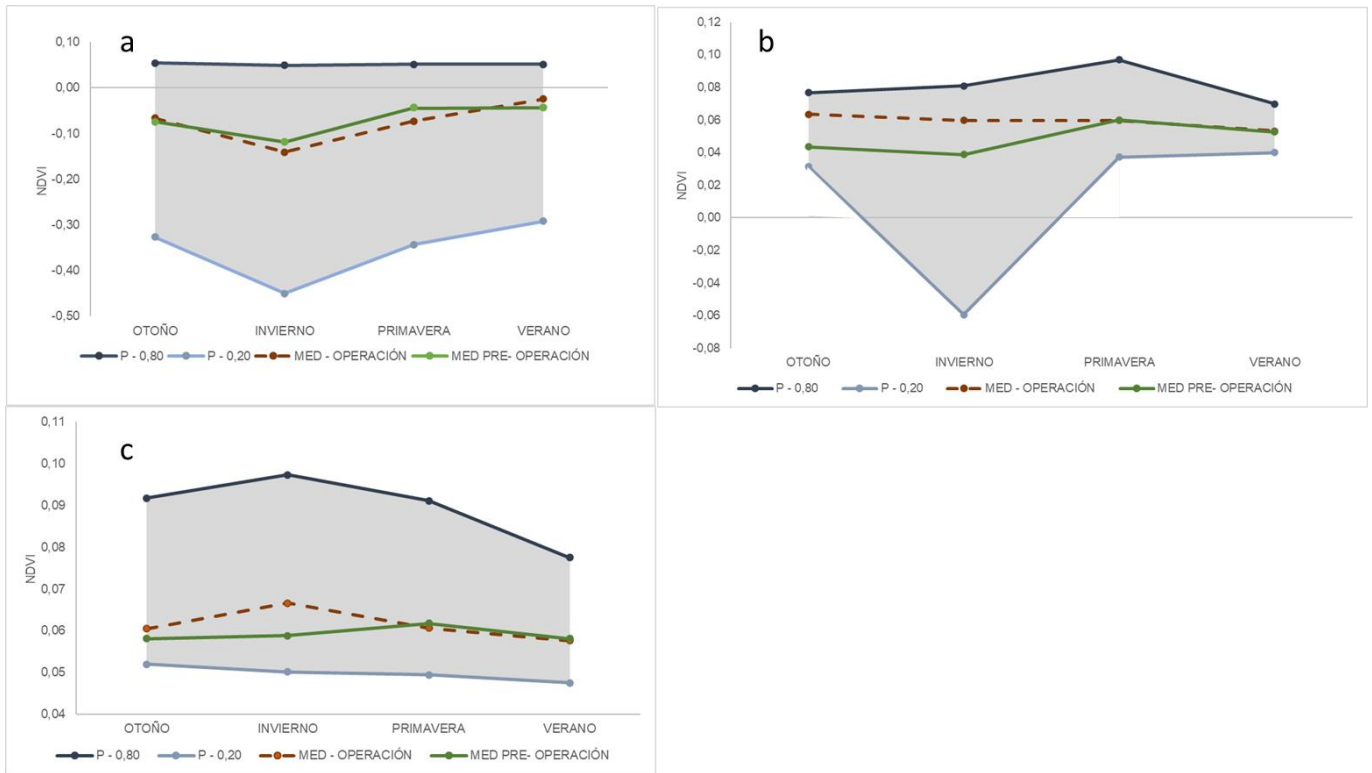 a
0,10
0,00
-0,10
-0,20
-0,30
-0,40
-0,50
NDVI
OTOÑO INVIERNO PRIMAVERA VERANO
P - 0,80 P - 0,20 MED - OPERACIÓN MED PRE- OPERACIÓN
b
0,12
0,10
0,08
0,06
0,04
0,02
0,00
-0,02
-0,04
-0,06
-0,08
NDVI
OTOÑO INVIERNO PRIMAVERA VERANO
P - 0,80 P - 0,20 MED - OPERACIÓN MED PRE- OPERACIÓN
c
0,11
0,10
0,09
0,08
0,07
0,06
0,05
0,04
NDVI
OTOÑO INVIERNO PRIMAVERA VERANO
P - 0,80 P - 0,20 MED - OPERACIÓN MED PRE- OPERACIÓN